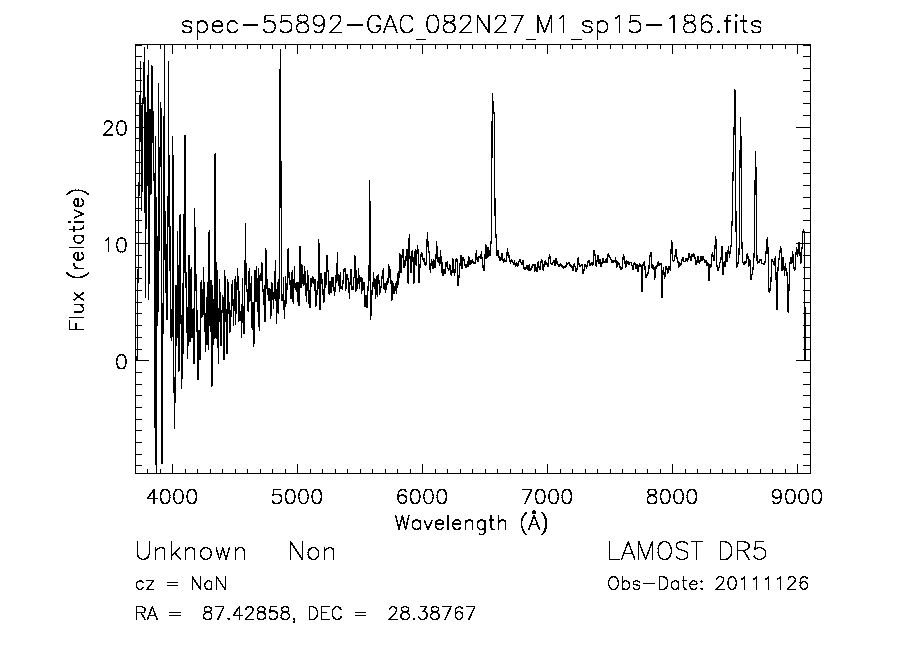 spec-55892-GAC_082N27_M1_sp15-186.fits
20
10
0
Flux (relative)
4000 5000 6000 7000 8000 9000
Wavelength (Å)
Unknown Non LAMOST DR5
cz = NaN Obs-Date: 20111126
RA = 87.42858, DEC = 28.38767